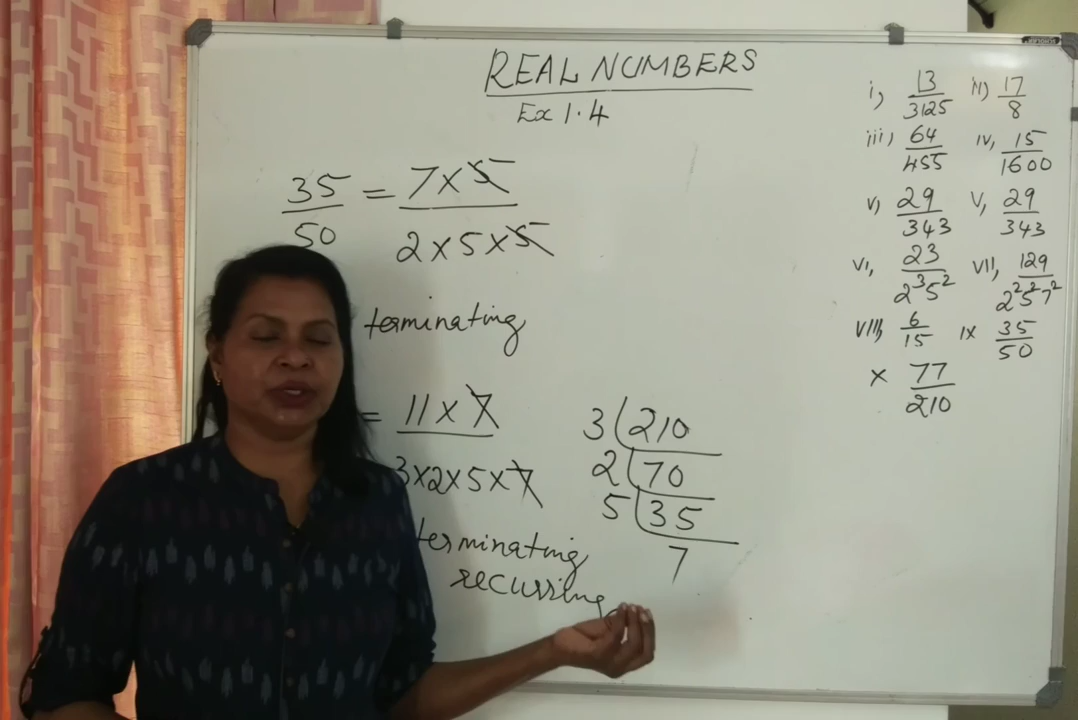 REAL NUMBERS
Ex 1.4
35/50 = 7 x 5 / 2 x 5 x 5
terminating
= 11 x 7 / 3 x 2 x 5 x 7
terminating
recurring
3 210
2 70
5 35
7
i, 13/3125 ii) 17/8
iii) 64/455 iv, 15/1600
v, 29/343 v, 29/343
vi, 23/2³5² vii, 129/2²5²7²
viii, 6/15 ix 35/50
x 77/210